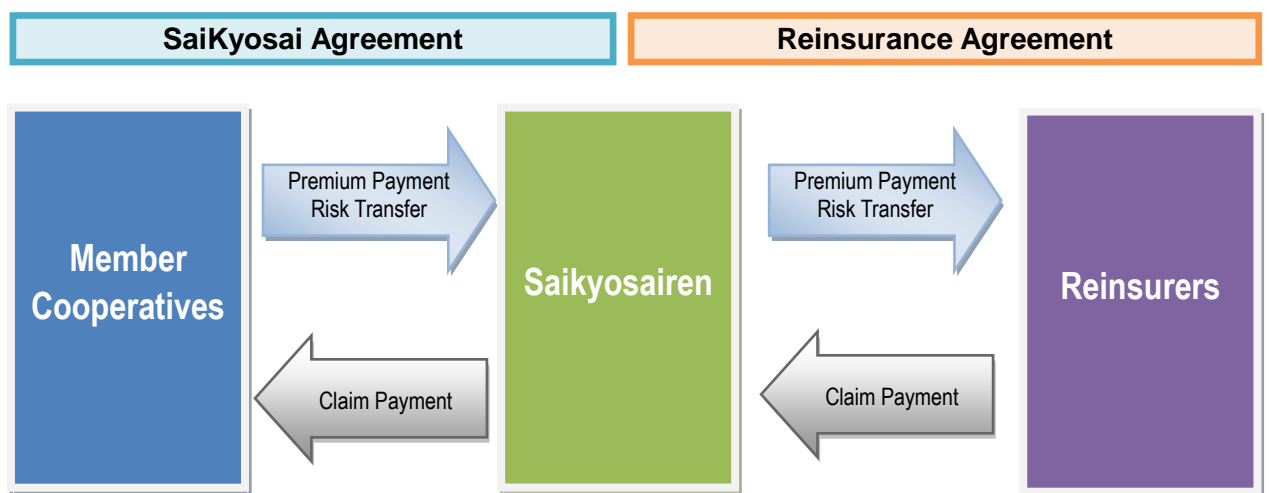 SaiKyosai Agreement
Reinsurance Agreement
Member
Cooperatives
Premium Payment
Risk Transfer
Claim Payment
Saikyosairen
Premium Payment
Risk Transfer
Claim Payment
Reinsurers